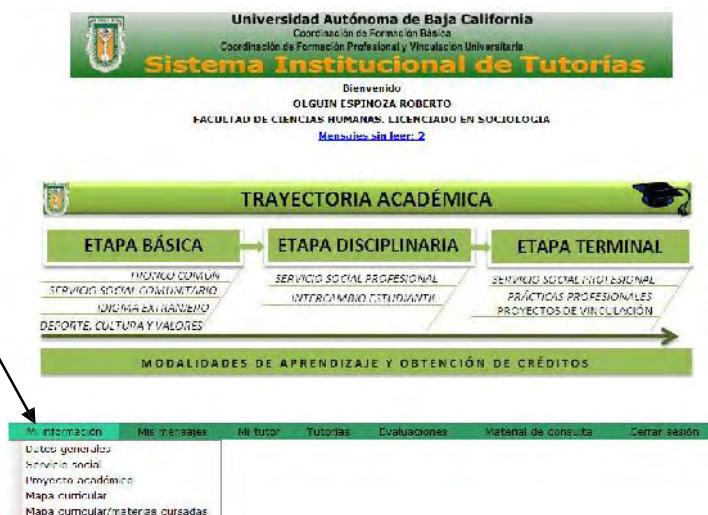 Universidad Autónoma de Baja California
Coordinación de Formación Básica
Coordinación de Formación Profesional y Vinculación Universitaria
Sistema Institucional de Tutorías
Bienvenido
OLGUIN ESPINOZA ROBERTO
FACULTAD DE CIENCIAS HUMANAS. LICENCIADO EN SOCIOLOGIA
Mensajes sin leer: 2
TRAYECTORIA ACADÉMICA
ETAPA BÁSICA ETAPA DISCIPLINARIA ETAPA TERMINAL
TRONCO COMÚN
SERVICIO SOCIAL COMUNITARIO
IDIOMA EXTRANJERO
DEPORTE, CULTURA Y VALORES
SERVICIO SOCIAL PROFESIONAL
INTERCAMBIO ESTUDIANTIL
SERVICIO SOCIAL PROFESIONAL
PRÁCTICAS PROFESIONALES
PROYECTOS DE VINCULACIÓN
MODALIDADES DE APRENDIZAJE Y OBTENCIÓN DE CRÉDITOS
Mi información Mis mensajes Mi tutor Tutorías Evaluaciones Material de consulta Cerrar sesión
Datos generales
Servicio social
Proyecto académico
Mapa curricular
Mapa curricular/materias cursadas